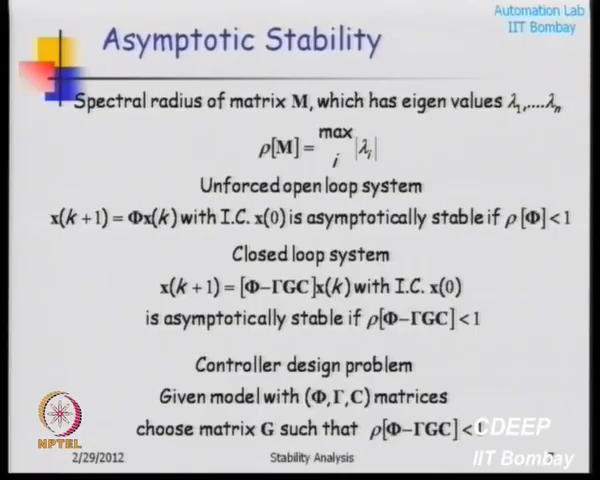 Automation Lab
IIT Bombay
Asymptotic Stability
Spectral radius of matrix M, which has eigen values λ₁,....λₙ
ρ[M] = max |λᵢ|
i
Unforced open loop system
x(k + 1) = Φx(k) with I.C. x(0) is asymptotically stable if ρ[Φ] < 1
Closed loop system
x(k + 1) = [Φ − ΓGC]x(k) with I.C. x(0)
is asymptotically stable if ρ[Φ − ΓGC] < 1
Controller design problem
Given model with (Φ, Γ, C) matrices
choose matrix G such that ρ[Φ − ΓGC] < 1
NPTEL
CDEEP
IIT Bombay
2/29/2012
Stability Analysis